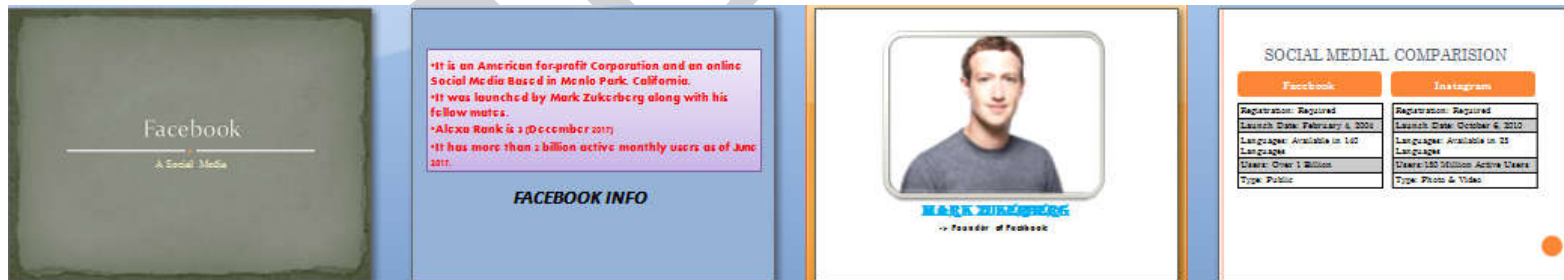 Facebook
A Social Media
•It is an American for-profit Corporation and an online
Social Media Based in Menlo Park, California.
•It was launched by Mark Zukerberg along with his
fellow mates.
•Alexa Rank is 3 (December 2017)
•It has more than 2 billion active monthly users as of June
2017.
FACEBOOK INFO
MARK ZUKERBERG
-> Founder of Facebook
SOCIAL MEDIAL COMPARISION
Facebook
Instagram
Registration: Required
Registration: Required
Launch Date: February 4, 2004
Launch Date: October 6, 2010
Languages: Available in 140
Languages
Languages: Available in 25
Languages
Users: Over 1 Billion
Users:150 Million Active Users
Type: Public
Type: Photo & Video